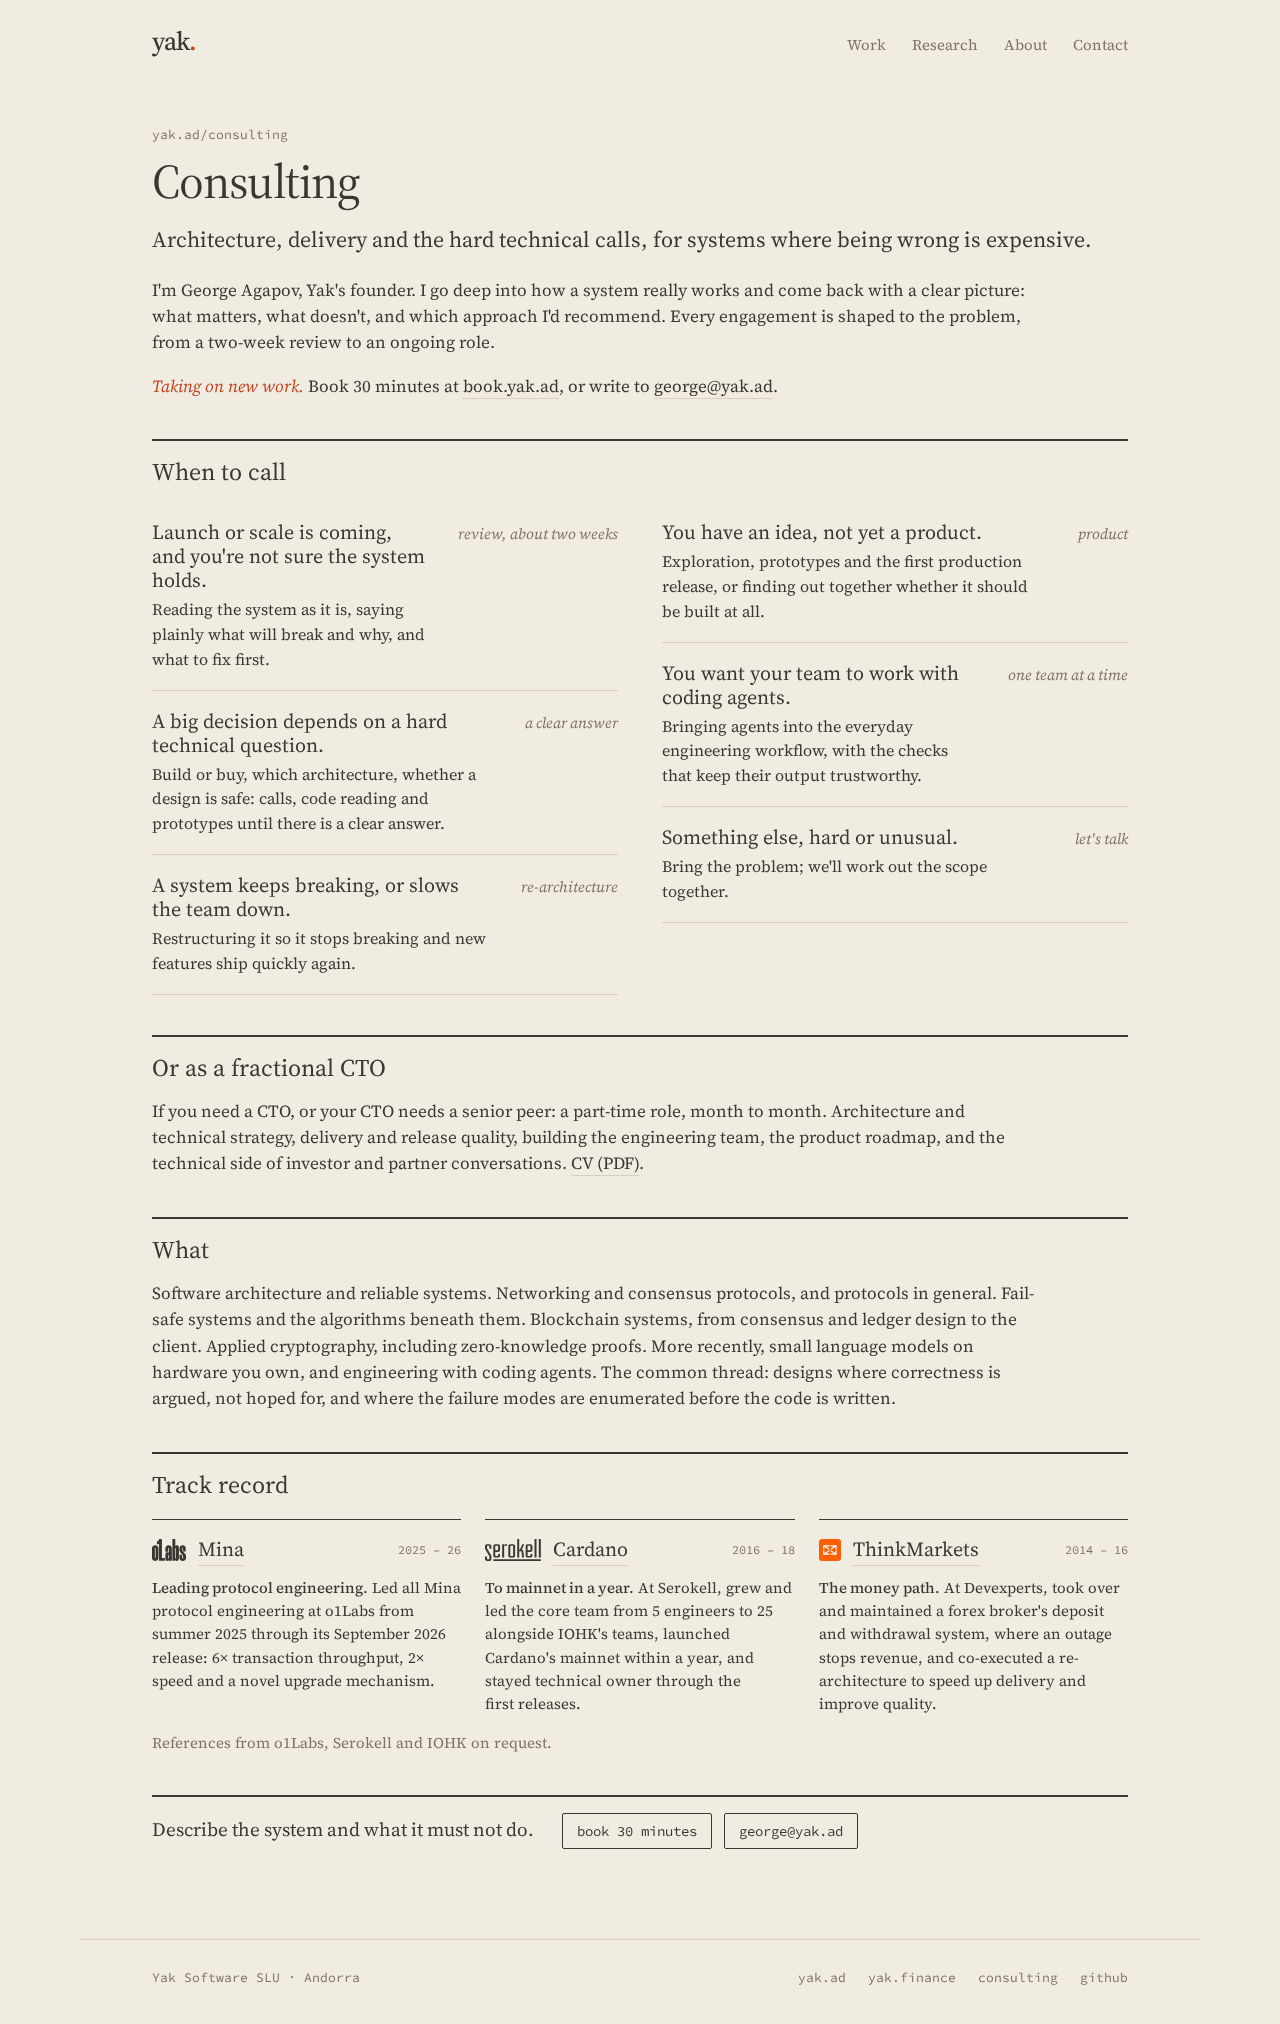 yak.
Work Research About Contact
yak.ad/consulting
Consulting
Architecture, delivery and the hard technical calls, for systems where being wrong is expensive.
I'm George Agapov, Yak's founder. I go deep into how a system really works and come back with a clear picture:
what matters, what doesn't, and which approach I'd recommend. Every engagement is shaped to the problem,
from a two-week review to an ongoing role.
Taking on new work. Book 30 minutes at book.yak.ad, or write to george@yak.ad.
When to call
Launch or scale is coming,
and you're not sure the system
holds.
review, about two weeks
Reading the system as it is, saying
plainly what will break and why, and
what to fix first.
A big decision depends on a hard
technical question.
a clear answer
Build or buy, which architecture, whether a
design is safe: calls, code reading and
prototypes until there is a clear answer.
A system keeps breaking, or slows
the team down.
re-architecture
Restructuring it so it stops breaking and new
features ship quickly again.
You have an idea, not yet a product.
product
Exploration, prototypes and the first production
release, or finding out together whether it should
be built at all.
You want your team to work with
coding agents.
one team at a time
Bringing agents into the everyday
engineering workflow, with the checks
that keep their output trustworthy.
Something else, hard or unusual.
let's talk
Bring the problem; we'll work out the scope
together.
Or as a fractional CTO
If you need a CTO, or your CTO needs a senior peer: a part-time role, month to month. Architecture and
technical strategy, delivery and release quality, building the engineering team, the product roadmap, and the
technical side of investor and partner conversations. CV (PDF).
What
Software architecture and reliable systems. Networking and consensus protocols, and protocols in general. Fail-
safe systems and the algorithms beneath them. Blockchain systems, from consensus and ledger design to the
client. Applied cryptography, including zero-knowledge proofs. More recently, small language models on
hardware you own, and engineering with coding agents. The common thread: designs where correctness is
argued, not hoped for, and where the failure modes are enumerated before the code is written.
Track record
o1Labs Mina 2025 – 26
Leading protocol engineering. Led all Mina
protocol engineering at o1Labs from
summer 2025 through its September 2026
release: 6× transaction throughput, 2×
speed and a novel upgrade mechanism.
serokell Cardano 2016 – 18
To mainnet in a year. At Serokell, grew and
led the core team from 5 engineers to 25
alongside IOHK's teams, launched
Cardano's mainnet within a year, and
stayed technical owner through the
first releases.
ThinkMarkets 2014 – 16
The money path. At Devexperts, took over
and maintained a forex broker's deposit
and withdrawal system, where an outage
stops revenue, and co-executed a re-
architecture to speed up delivery and
improve quality.
References from o1Labs, Serokell and IOHK on request.
Describe the system and what it must not do.
book 30 minutes
george@yak.ad
Yak Software SLU · Andorra
yak.ad yak.finance consulting github